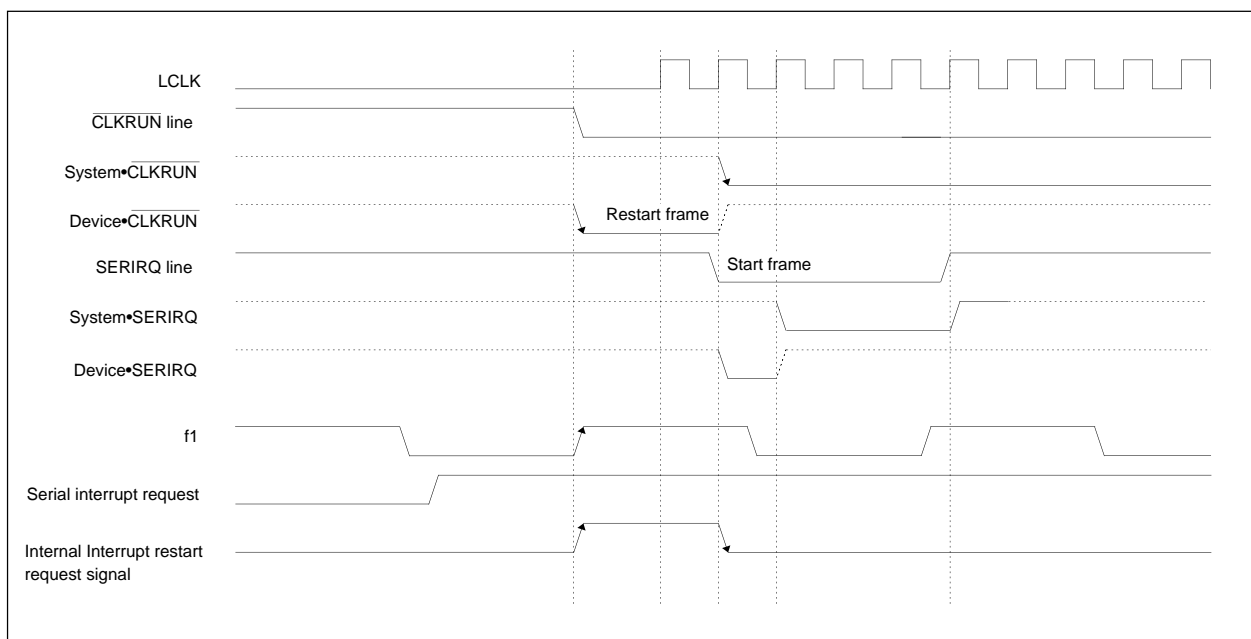 LCLK
CLKRUN line
System•CLKRUN
Device•CLKRUN
Restart frame
SERIRQ line
Start frame
System•SERIRQ
Device•SERIRQ
f1
Serial interrupt request
Internal Interrupt restart
request signal